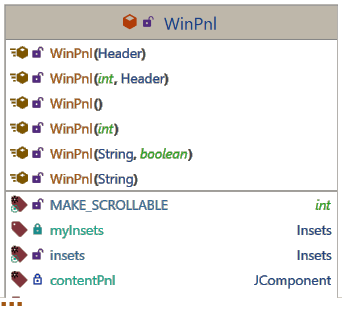 WinPnl
WinPnl(Header)
WinPnl(int, Header)
WinPnl()
WinPnl(int)
WinPnl(String, boolean)
WinPnl(String)
MAKE_SCROLLABLE int
myInsets Insets
insets Insets
contentPnl JComponent